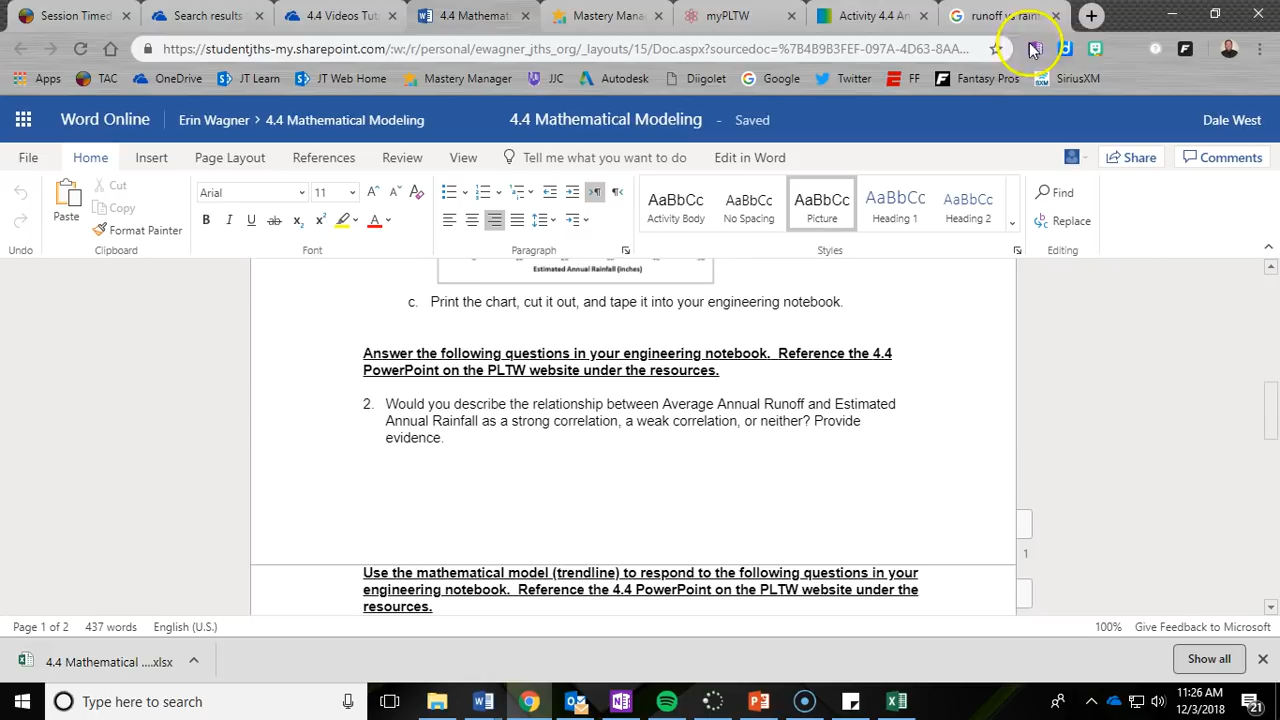 Session Timed
Search results
4.4 Videos Tuto
4.4 Mathemati
Mastery Mana
myPLTW
Activity 4.4 An
runoff vs rain
https://studentjths-my.sharepoint.com/:w:/r/personal/ewagner_jths_org/_layouts/15/Doc.aspx?sourcedoc=%7B4B9B3FEF-097A-4D63-8AA...
Apps
TAC
OneDrive
JT Learn
JT Web Home
Mastery Manager
JJC
Autodesk
Diigolet
Google
Twitter
FF
Fantasy Pros
SiriusXM
Word Online
Erin Wagner > 4.4 Mathematical Modeling
4.4 Mathematical Modeling - Saved
Dale West
File
Home
Insert
Page Layout
References
Review
View
Tell me what you want to do
Edit in Word
Share
Comments
Paste
Cut
Copy
Format Painter
Arial
11
AaBbCc
Activity Body
AaBbCc
No Spacing
AaBbCc
Picture
AaBbCc
Heading 1
AaBbCc
Heading 2
Find
Replace
Undo
Clipboard
Font
Paragraph
Styles
Editing
Estimated Annual Rainfall (inches)
c. Print the chart, cut it out, and tape it into your engineering notebook.
Answer the following questions in your engineering notebook. Reference the 4.4
PowerPoint on the PLTW website under the resources.
2. Would you describe the relationship between Average Annual Runoff and Estimated
Annual Rainfall as a strong correlation, a weak correlation, or neither? Provide
evidence.
1
Use the mathematical model (trendline) to respond to the following questions in your
engineering notebook. Reference the 4.4 PowerPoint on the PLTW website under the
resources.
Page 1 of 2
437 words
English (U.S.)
100%
Give Feedback to Microsoft
4.4 Mathematical ....xlsx
Show all
Type here to search
11:26 AM
12/3/2018
21